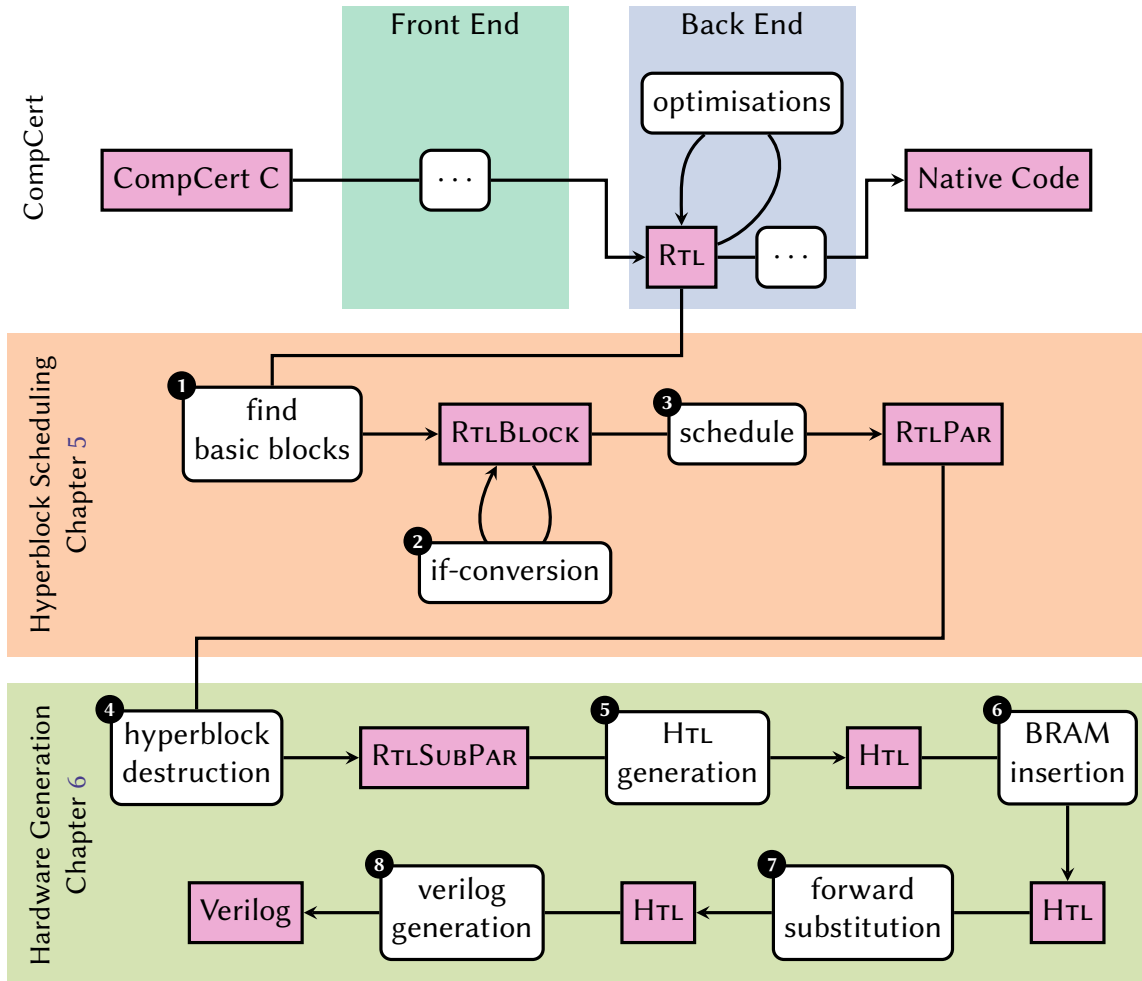 Front End
Back End
CompCert
optimisations
CompCert C
···
Native Code
RTL
···
Hyperblock Scheduling
Chapter 5
1
find
basic blocks
RTLBLOCK
3
schedule
RTLPAR
2
if-conversion
Hardware Generation
Chapter 6
4
hyperblock
destruction
RTLSUBPAR
5
HTL
generation
HTL
6
BRAM
insertion
8
verilog
generation
Verilog
HTL
7
forward
substitution
HTL